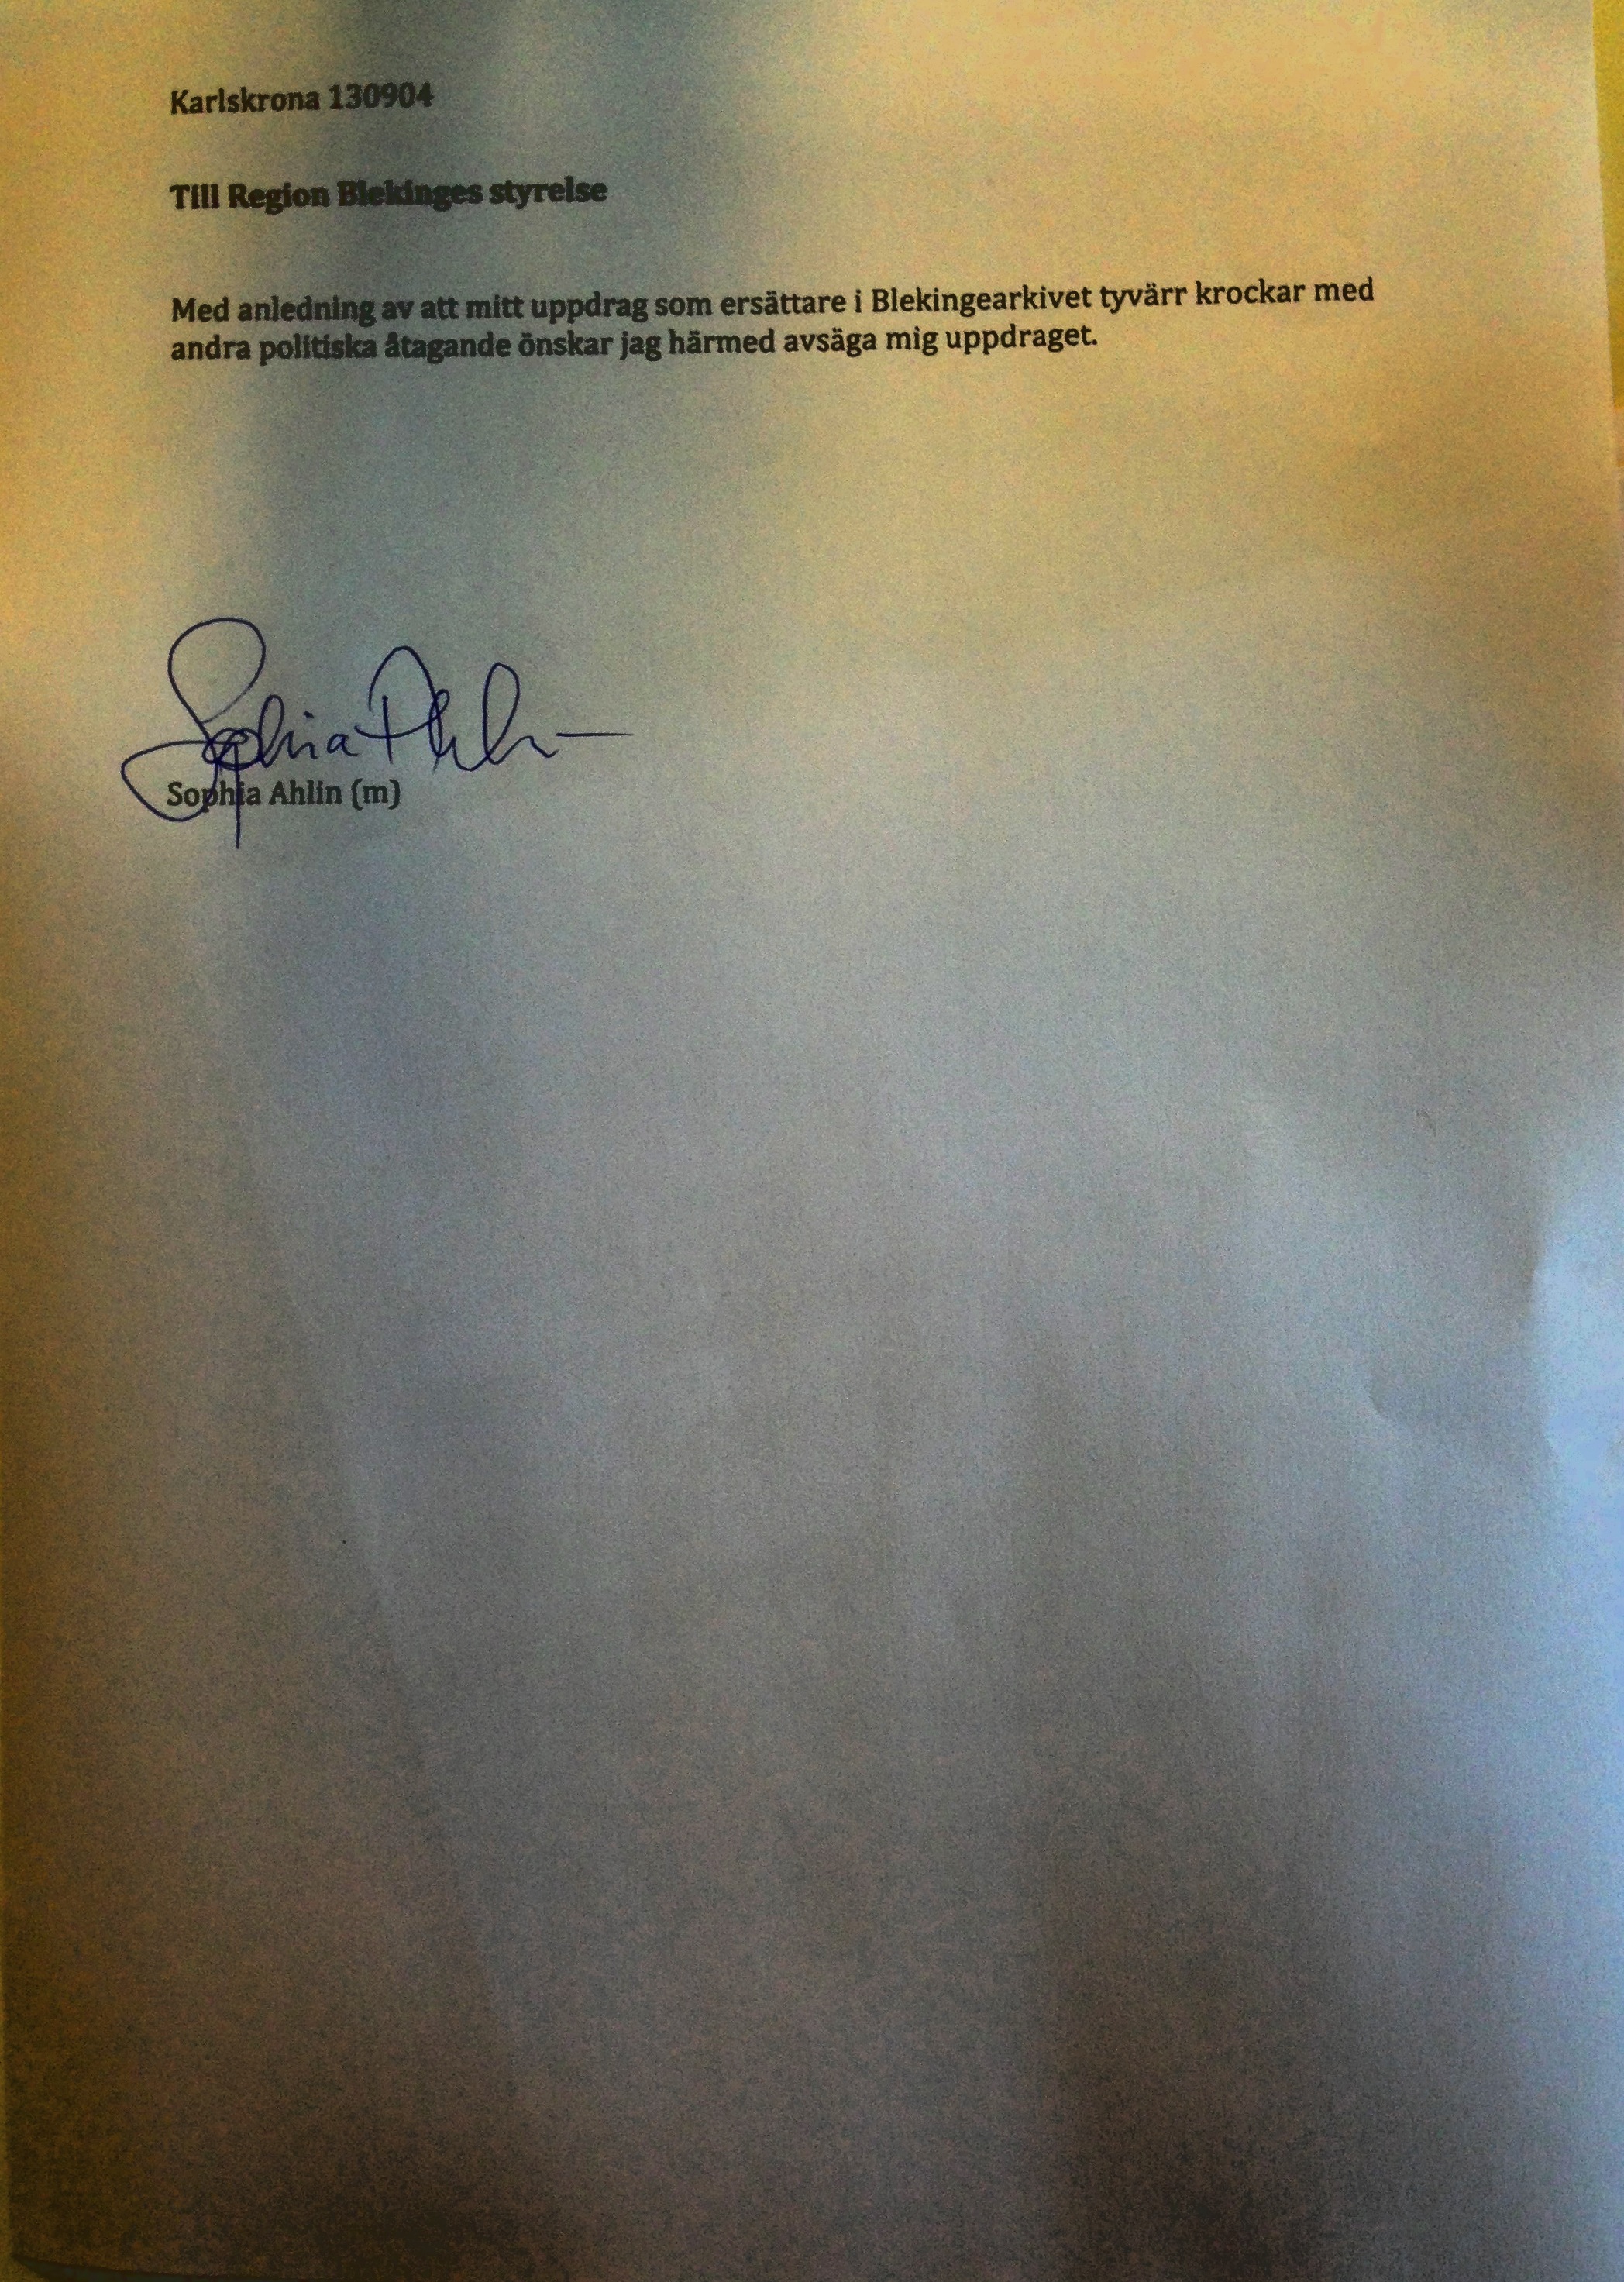 Karlskrona 130904
Till Region Blekinges styrelse
Med anledning av att mitt uppdrag som ersättare i Blekingearkivet tyvärr krockar med
andra politiska åtagande önskar jag härmed avsäga mig uppdraget.
Sophia Ahlin
Sophia Ahlin (m)